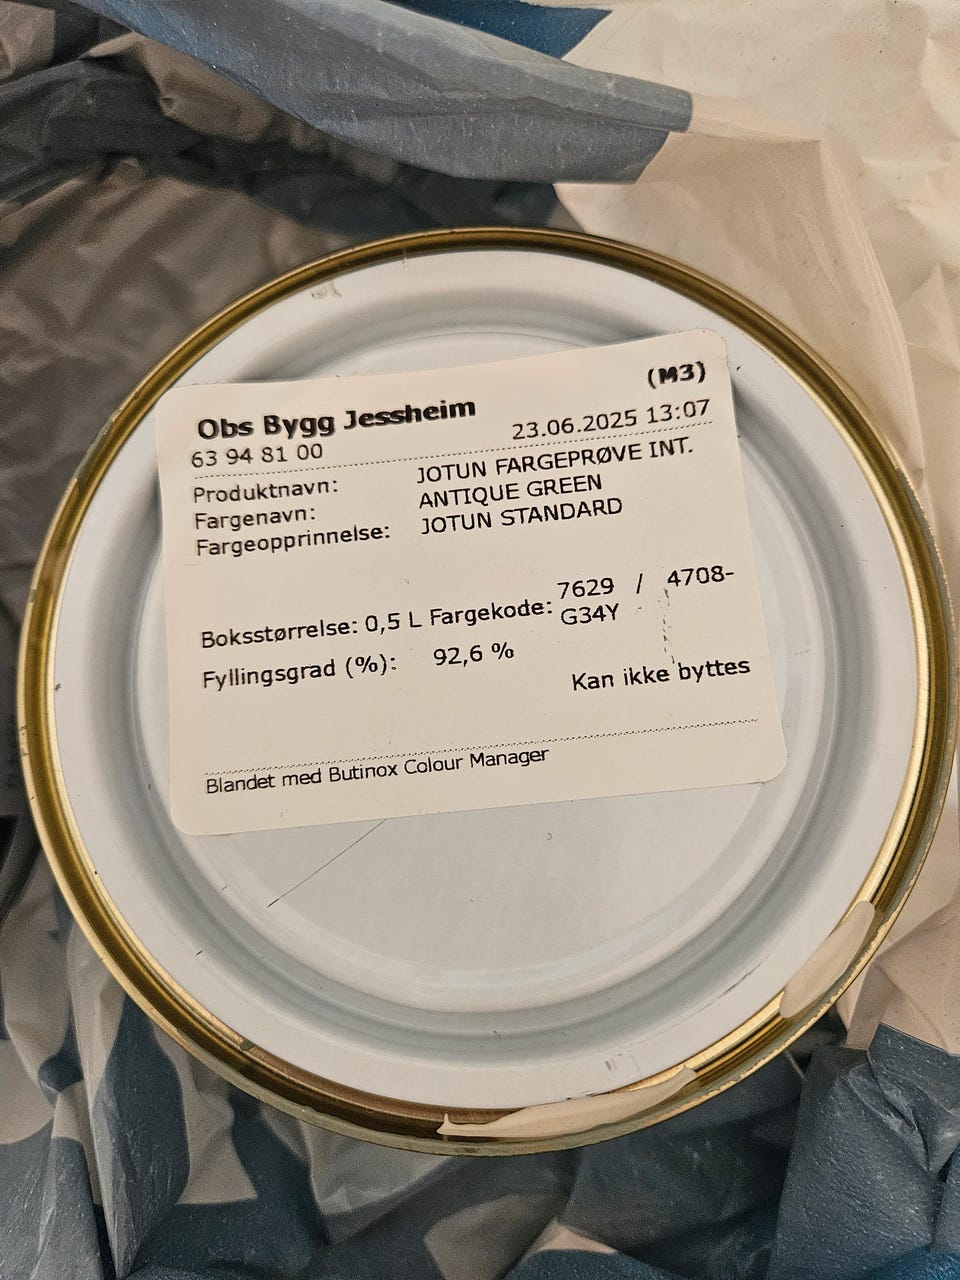 (M3)
Obs Bygg Jessheim
63 94 81 00 23.06.2025 13:07
Produktnavn: JOTUN FARGEPRØVE INT.
Fargenavn: ANTIQUE GREEN
Fargeopprinnelse: JOTUN STANDARD
Boksstørrelse: 0,5 L Fargekode: 7629 / 4708-
G34Y
Fyllingsgrad (%): 92,6 %
Kan ikke byttes
Blandet med Butinox Colour Manager